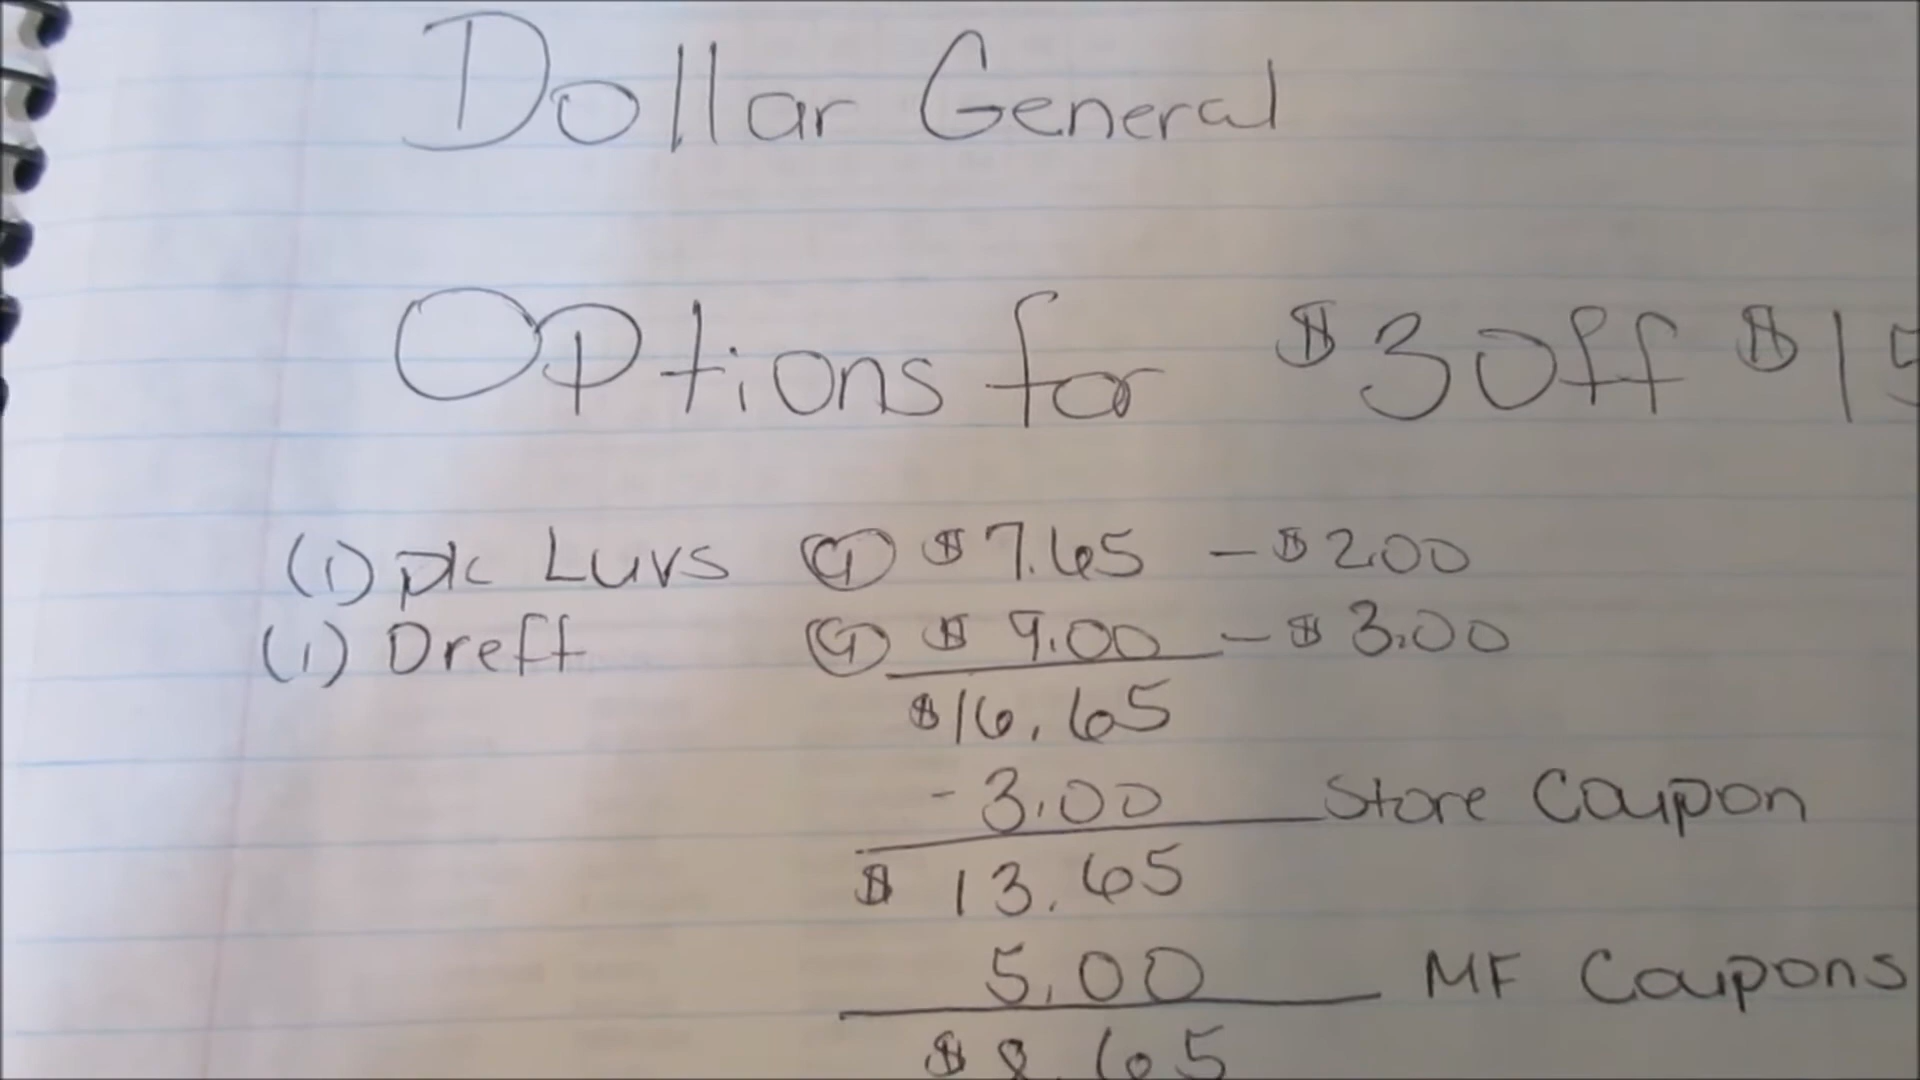 Dollar General
Options for $3 Off $15
(1) pk Luvs @ $7.65 - $2.00
(1) Dreft @ $9.00 - $3.00
$16.65
- 3.00 Store Coupon
$ 13.65
5.00 MF Coupons
$8.65